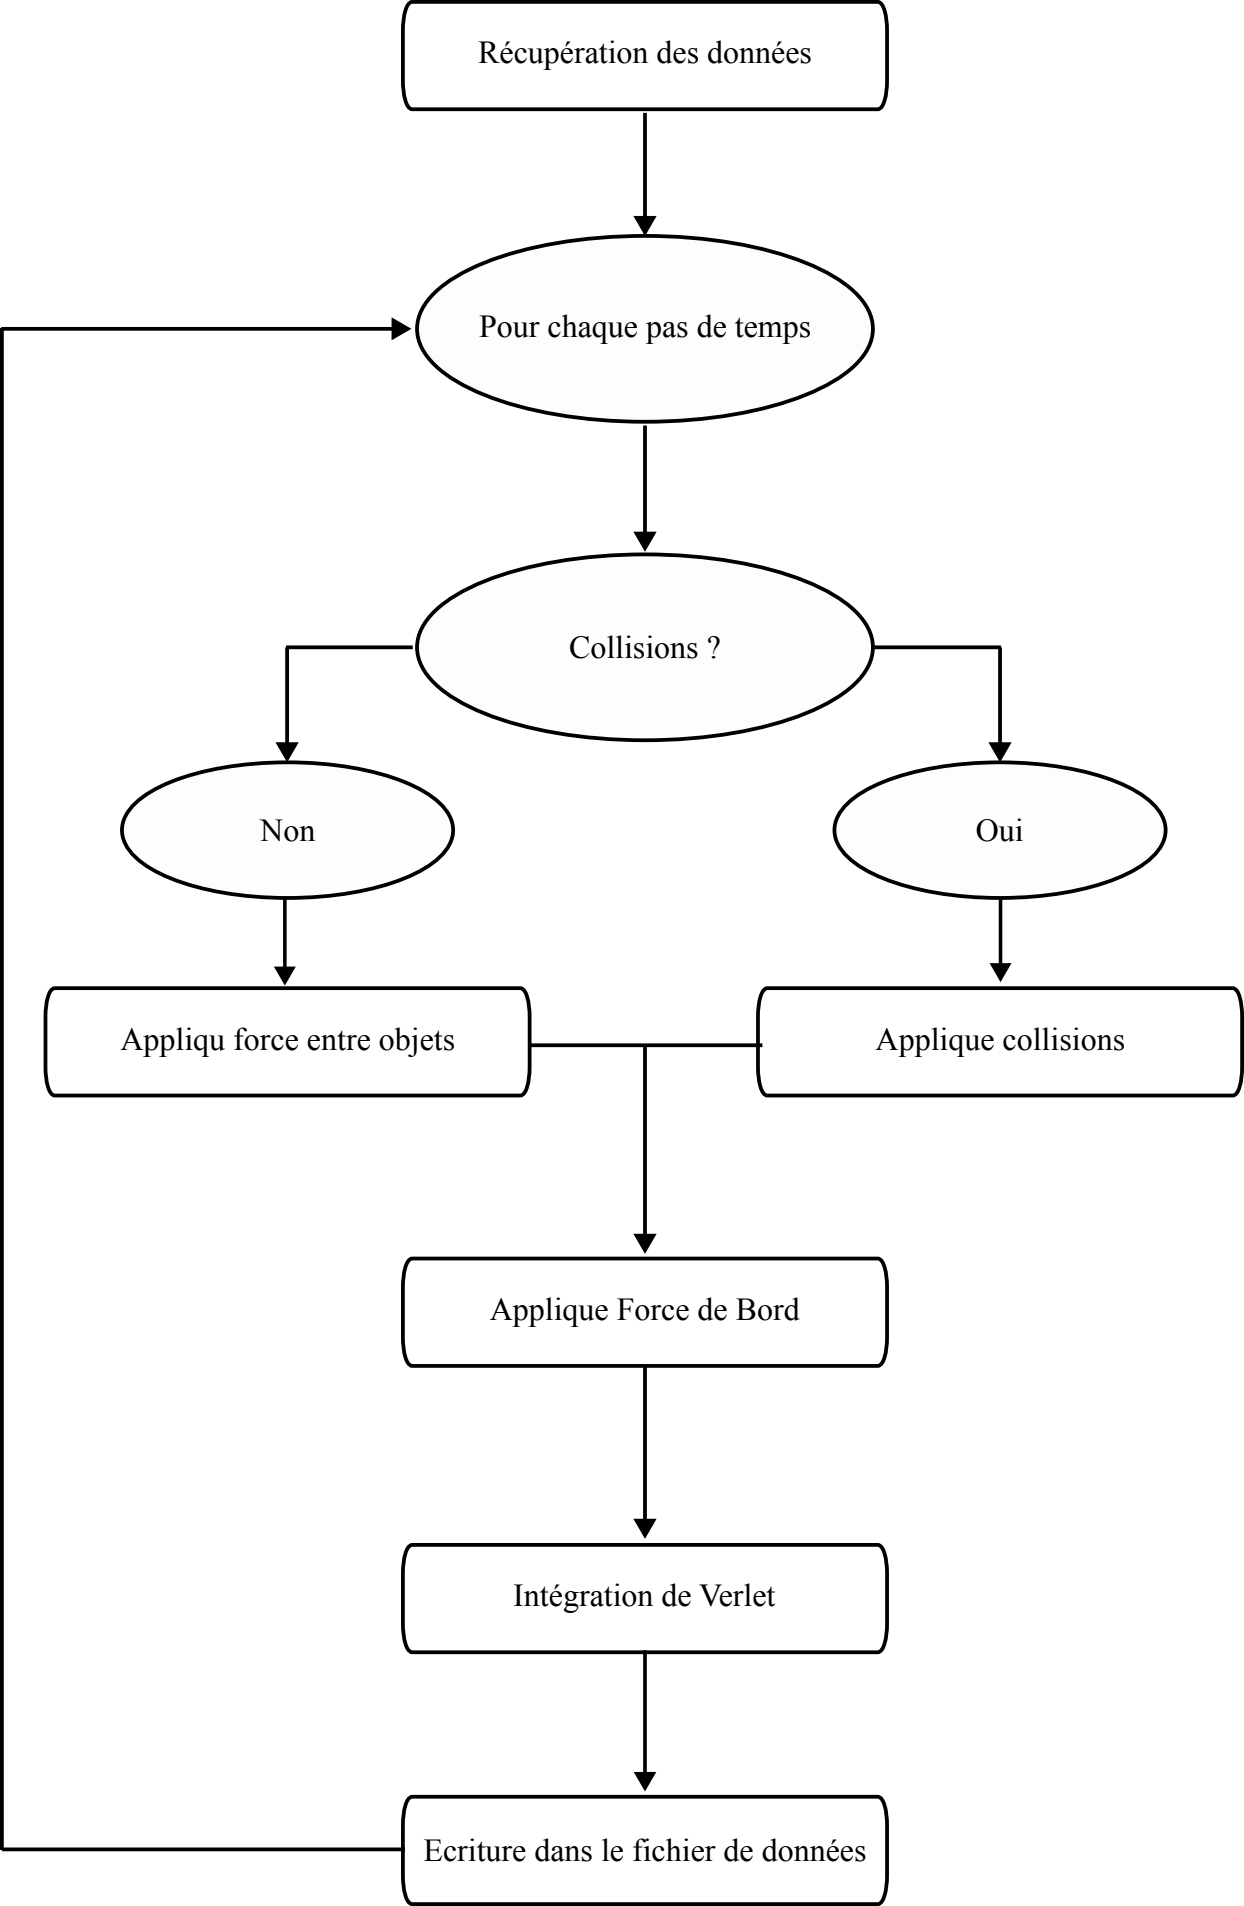 Récupération des données
Pour chaque pas de temps
Collisions ?
Non
Oui
Appliqu force entre objets
Applique collisions
Applique Force de Bord
Intégration de Verlet
Ecriture dans le fichier de données